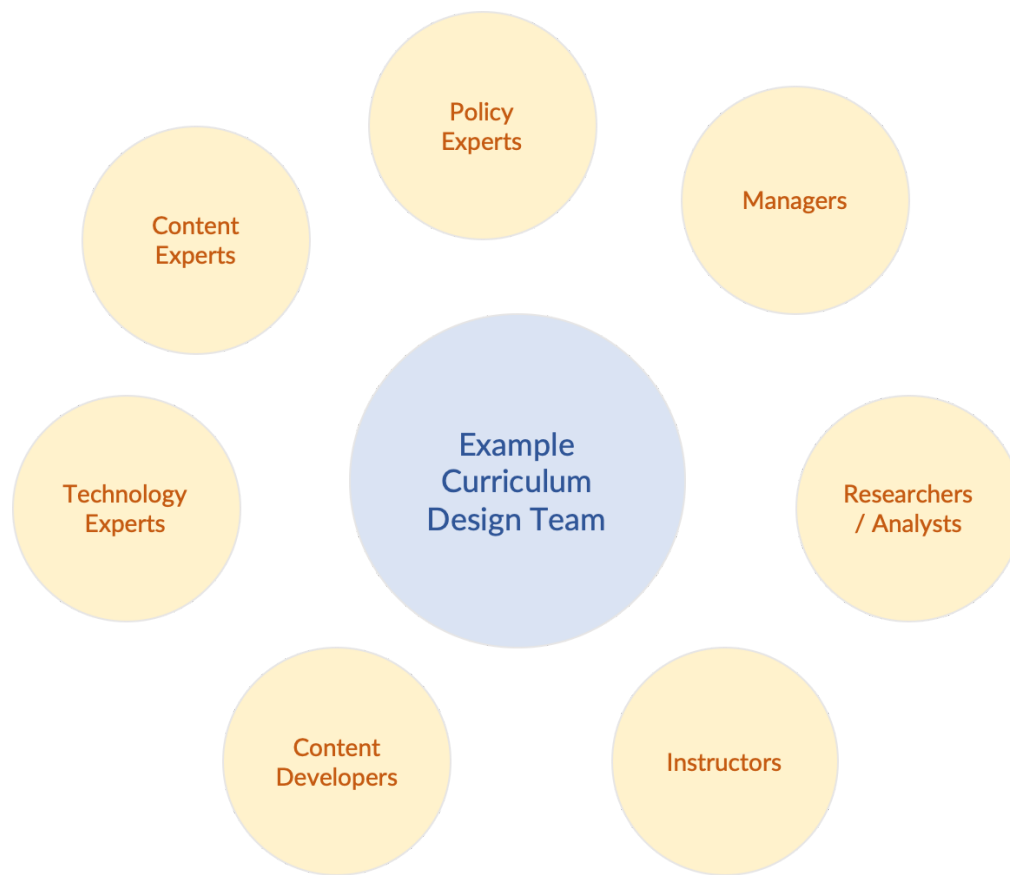 Policy
Experts
Managers
Content
Experts
Example
Curriculum
Design Team
Technology
Experts
Researchers
/ Analysts
Content
Developers
Instructors